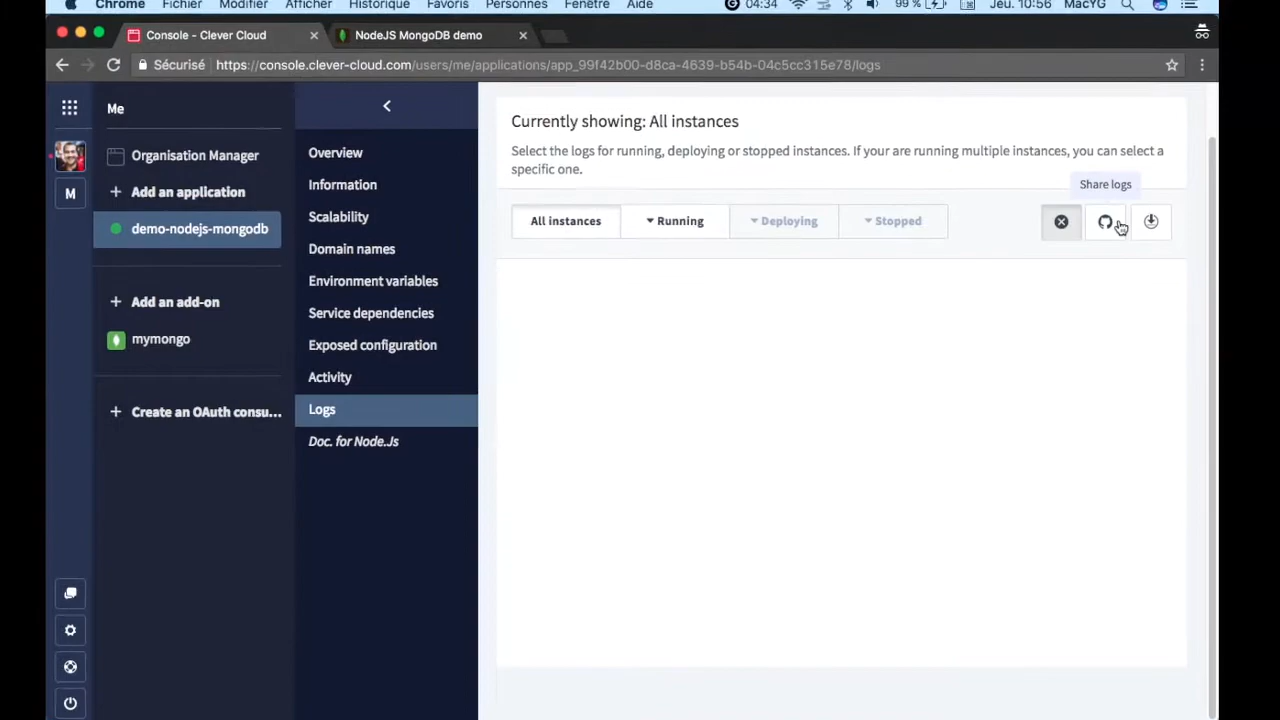 Chrome Fichier Modifier Afficher Historique Favoris Personnes Fenêtre Aide 04:34 99 % Jeu. 10:56 MacYG
Console - Clever Cloud
NodeJS MongoDB demo
Sécurisé https://console.clever-cloud.com/users/me/applications/app_99f42b00-d8ca-4639-b54b-04c5cc315e78/logs
Me
Organisation Manager
M
Add an application
demo-nodejs-mongodb
Add an add-on
mymongo
Create an OAuth consu...
Overview
Information
Scalability
Domain names
Environment variables
Service dependencies
Exposed configuration
Activity
Logs
Doc. for Node.Js
Currently showing: All instances
Select the logs for running, deploying or stopped instances. If your are running multiple instances, you can select a
specific one.
Share logs
All instances Running Deploying Stopped